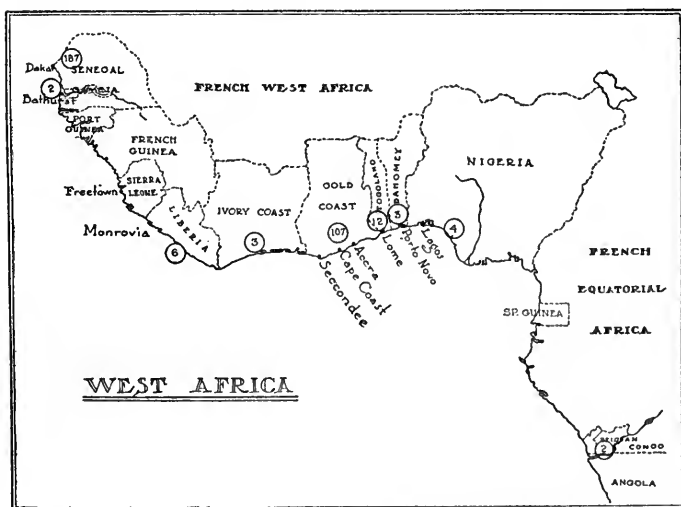 187
Dakar
SENEGAL
2
GAMBIA
Bathurst
PORT
GUINEA
FRENCH WEST AFRICA
FRENCH
GUINEA
SIERRA
LEONE
Freetown
LIBERIA
Monrovia
6
IVORY COAST
3
GOLD
COAST
107
TOGOLAND
12
DAHOMEY
3
NIGERIA
4
Lagos
Porto Novo
Lome
Accra
Cape Coast
Seccondee
FRENCH
EQUATORIAL
AFRICA
SP. GUINEA
WEST AFRICA
BELGIAN
CONGO
2
ANGOLA